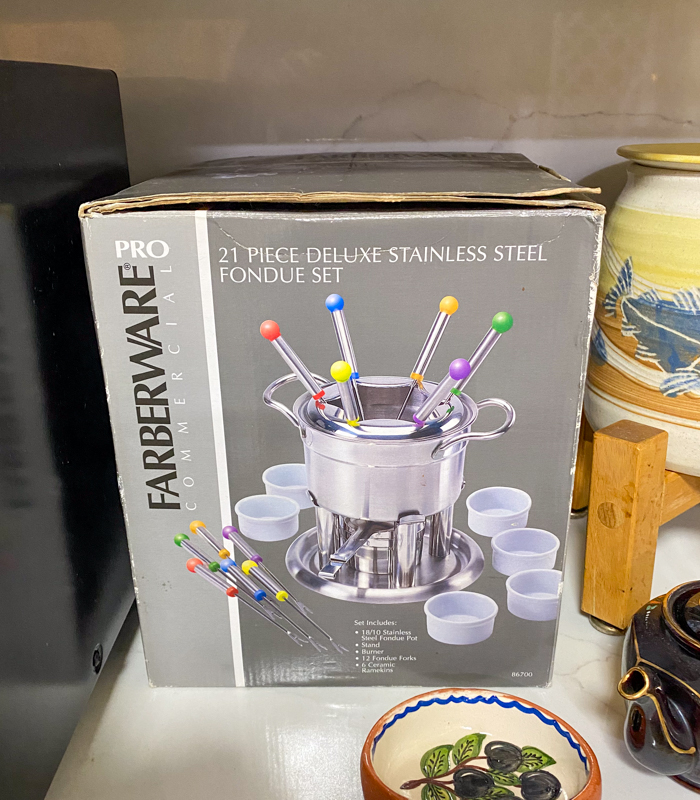 PRO
FARBERWARE®
COMMERCIAL
21 PIECE DELUXE STAINLESS STEEL
FONDUE SET
Set Includes:
• 18/10 Stainless
Steel Fondue Pot
• Stand
• Burner
• 12 Fondue Forks
• 6 Ceramic
Ramekins
86700